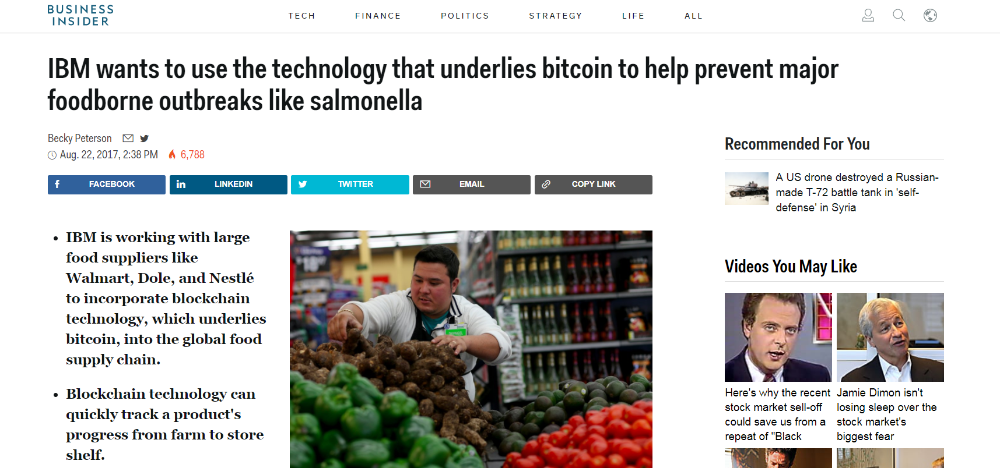 BUSINESS
INSIDER
TECH
FINANCE
POLITICS
STRATEGY
LIFE
ALL
IBM wants to use the technology that underlies bitcoin to help prevent major
foodborne outbreaks like salmonella
Becky Peterson
Aug. 22, 2017, 2:38 PM 6,788
FACEBOOK
LINKEDIN
TWITTER
EMAIL
COPY LINK
• IBM is working with large
food suppliers like
Walmart, Dole, and Nestlé
to incorporate blockchain
technology, which underlies
bitcoin, into the global food
supply chain.
• Blockchain technology can
quickly track a product's
progress from farm to store
shelf.
Recommended For You
A US drone destroyed a Russian-
made T-72 battle tank in 'self-
defense' in Syria
Videos You May Like
Here's why the recent
stock market sell-off
could save us from a
repeat of "Black
Jamie Dimon isn't
losing sleep over the
stock market's
biggest fear